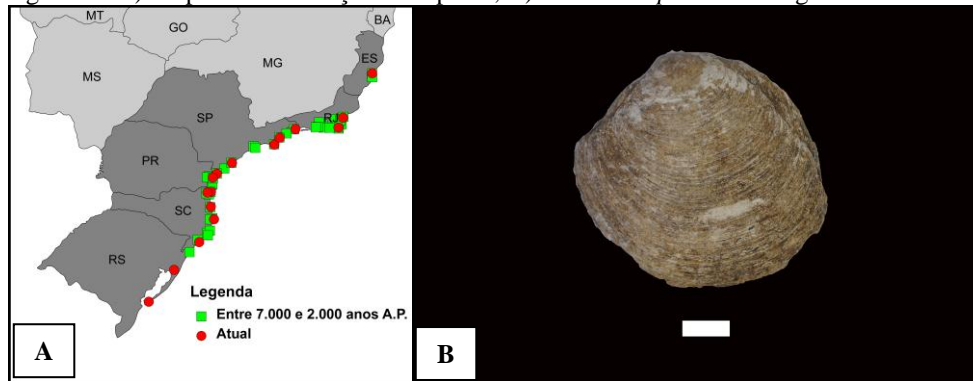 MT
BA
GO
ES
MG
MS
SP
RJ
PR
SC
RS
Legenda
Entre 7.000 e 2.000 anos A.P.
Atual
A
B